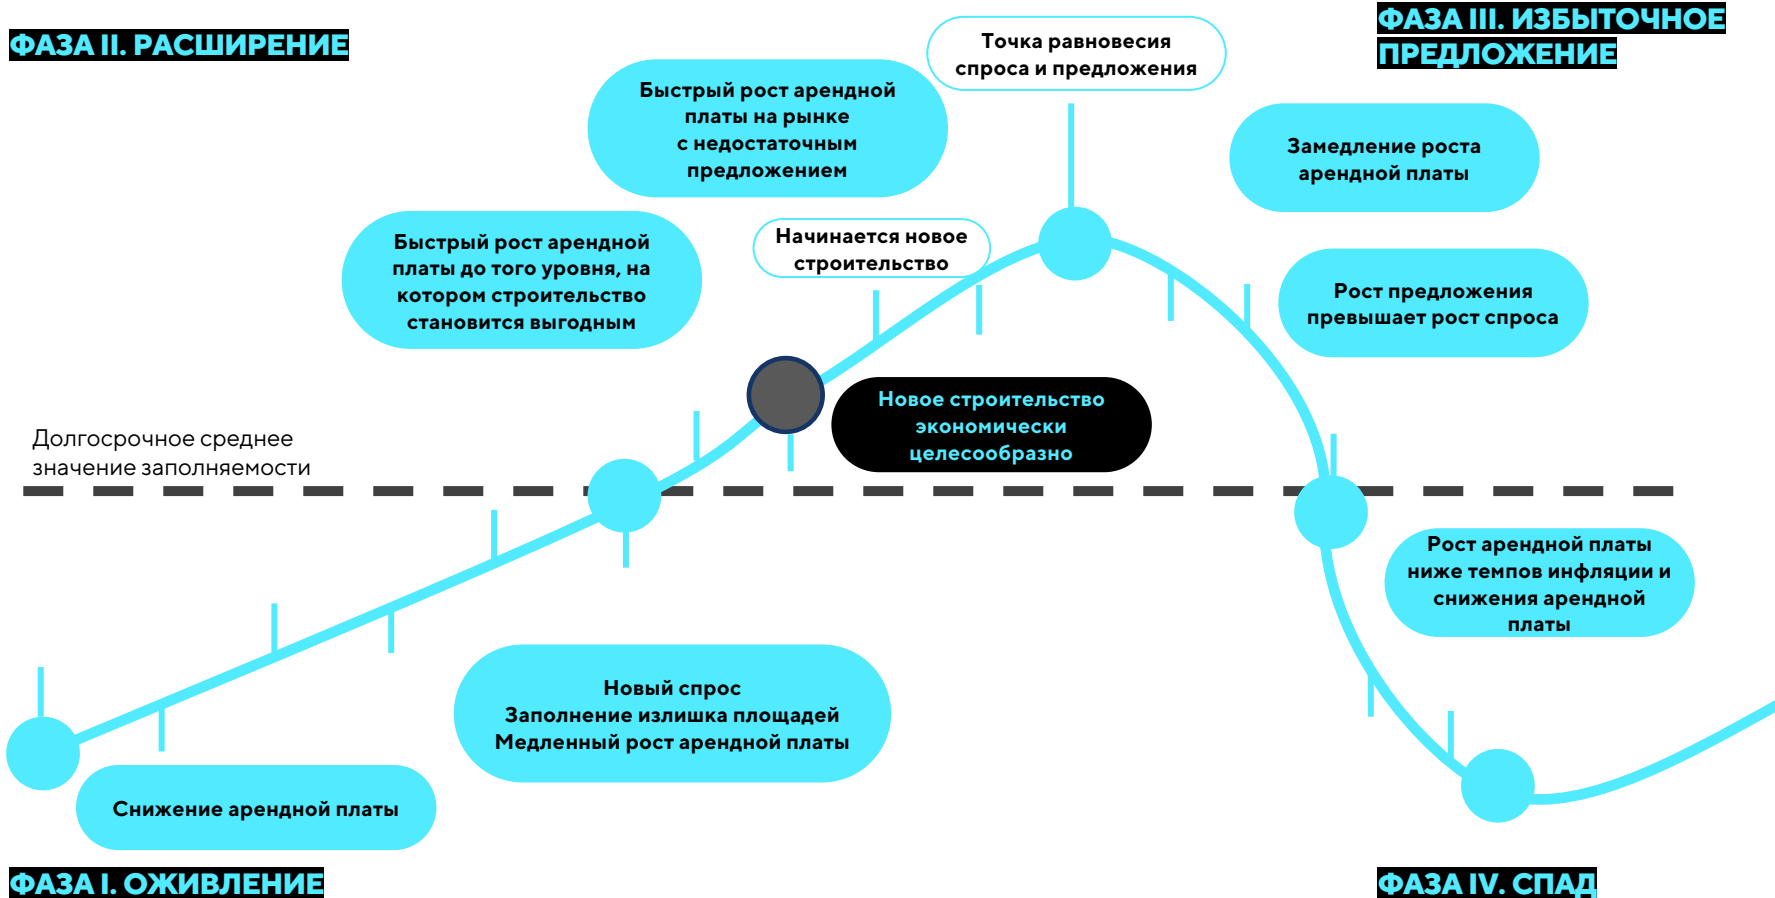 ФАЗА II. РАСШИРЕНИЕ
ФАЗА III. ИЗБЫТОЧНОЕ
ПРЕДЛОЖЕНИЕ
Точка равновесия
спроса и предложения
Быстрый рост арендной
платы на рынке
с недостаточным
предложением
Замедление роста
арендной платы
Быстрый рост арендной
платы до того уровня, на
котором строительство
становится выгодным
Начинается новое
строительство
Рост предложения
превышает рост спроса
Новое строительство
экономически
целесообразно
Долгосрочное среднее
значение заполняемости
Рост арендной платы
ниже темпов инфляции и
снижения арендной
платы
Новый спрос
Заполнение излишка площадей
Медленный рост арендной платы
Снижение арендной платы
ФАЗА I. ОЖИВЛЕНИЕ
ФАЗА IV. СПАД